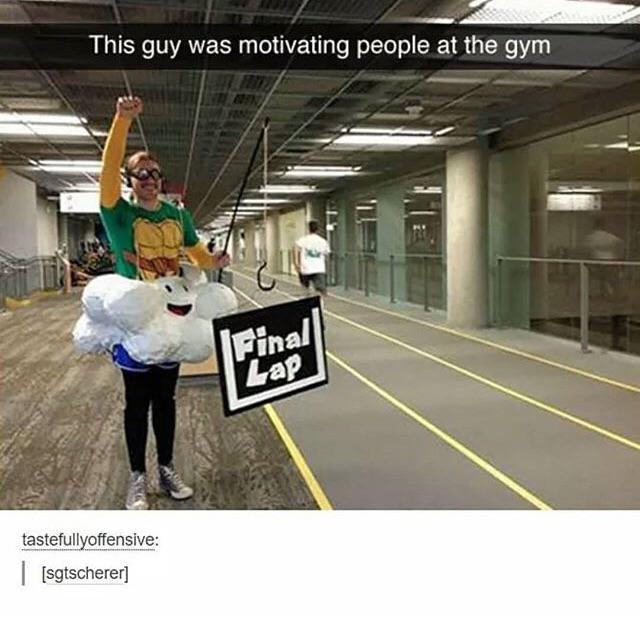 This guy was motivating people at the gym
Final
Lap
tastefullyoffensive:
[sgtscherer]